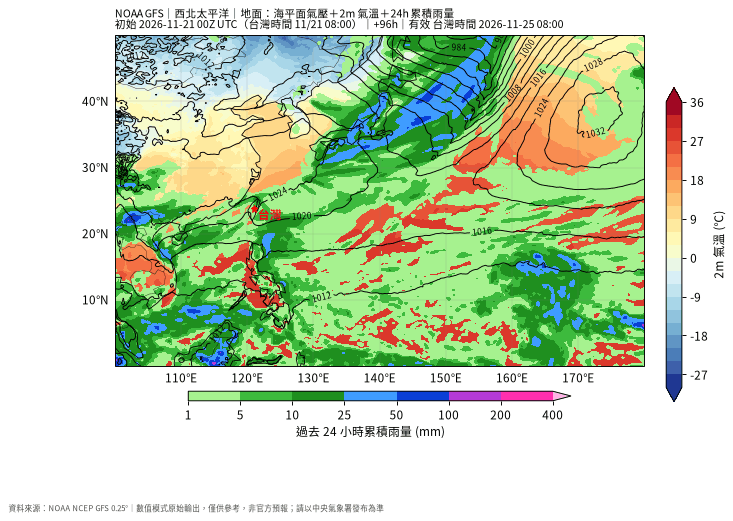 NOAA GFS｜西北太平洋｜地面：海平面氣壓＋2m 氣溫＋24h 累積雨量
初始 2026-11-21 00Z UTC（台灣時間 11/21 08:00）｜+96h｜有效 台灣時間 2026-11-25 08:00
984
1000
1028
1016
1008
1024
1032
1024
台灣
1020
1016
1012
40°N
30°N
20°N
10°N
110°E 120°E 130°E 140°E 150°E 160°E 170°E
36
27
18
9
0
-9
-18
-27
2m 氣溫 (°C)
1 5 10 25 50 100 200 400
過去 24 小時累積雨量 (mm)
資料來源：NOAA NCEP GFS 0.25°｜數值模式原始輸出，僅供參考，非官方預報；請以中央氣象署發布為準